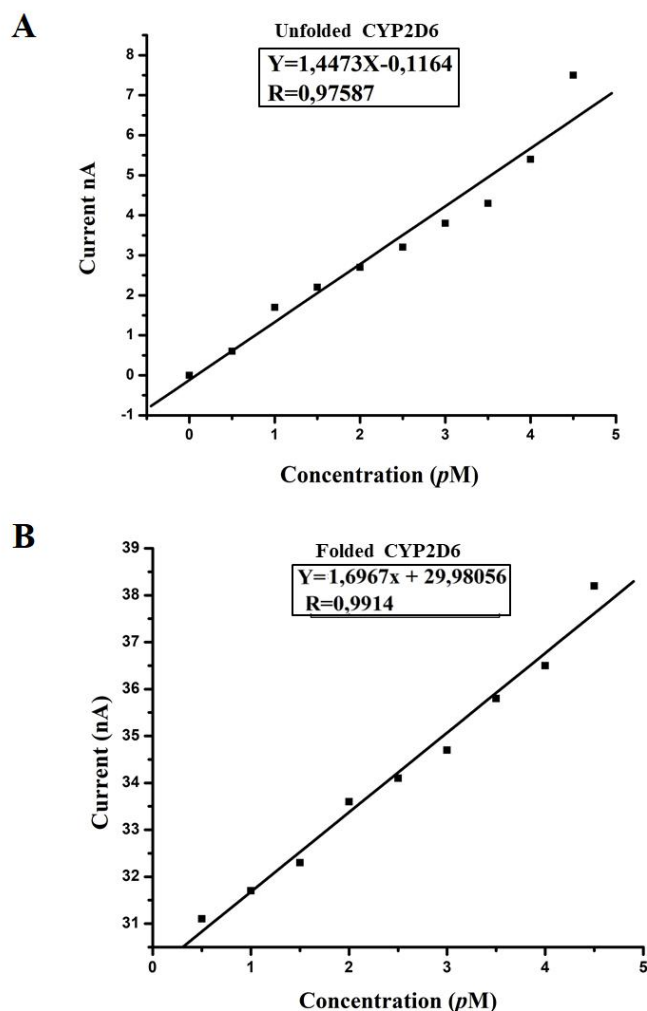 A
Unfolded CYP2D6
Y=1,4473X-0,1164
R=0,97587
8
7
6
5
4
3
2
1
0
-1
Current nA
0 1 2 3 4 5
Concentration (pM)
B
Folded CYP2D6
Y=1,6967x + 29,98056
R=0,9914
39
38
37
36
35
34
33
32
31
Current (nA)
0 1 2 3 4 5
Concentration (pM)